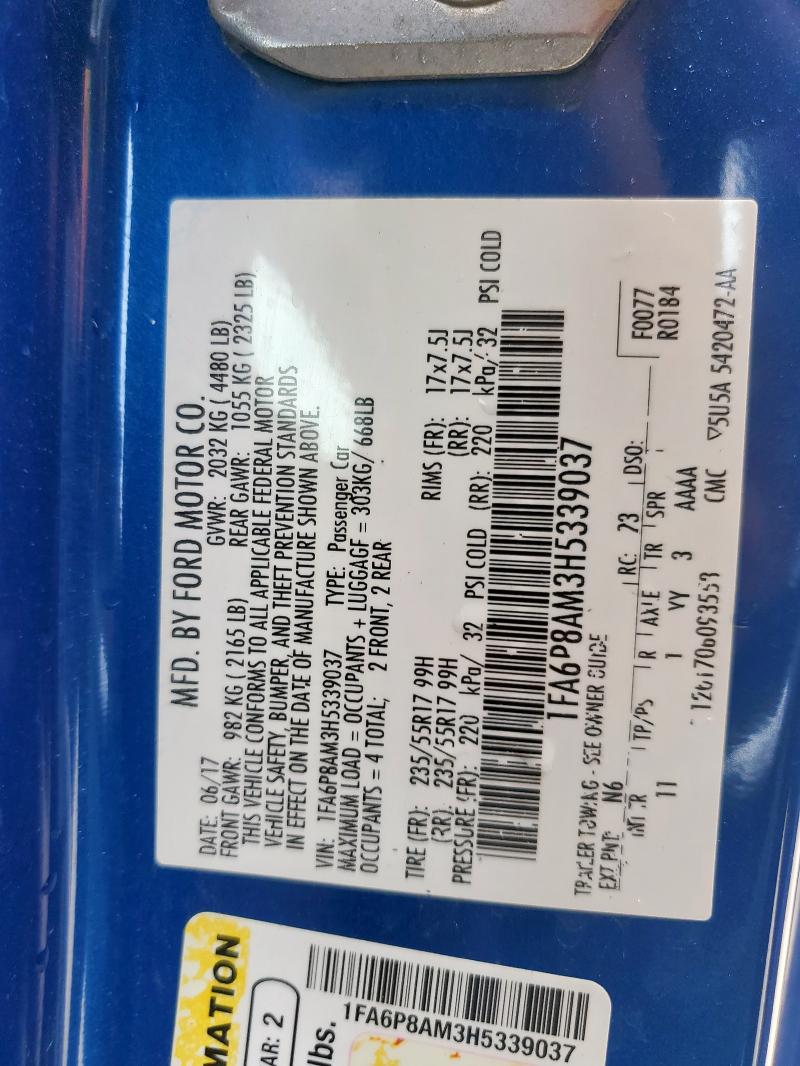 MFD. BY FORD MOTOR CO.
DATE: 06/17 GVWR: 2032 KG ( 4480 LB)
FRONT GAWR: 982 KG ( 2165 LB) REAR GAWR: 1055 KG ( 2325 LB)
THIS VEHICLE CONFORMS TO ALL APPLICABLE FEDERAL MOTOR
VEHICLE SAFETY, BUMPER, AND THEFT PREVENTION STANDARDS
IN EFFECT ON THE DATE OF MANUFACTURE SHOWN ABOVE.
VIN: 1FA6P8AM3H5339037 TYPE: Passenger Car
MAXIMUM LOAD = OCCUPANTS + LUGGAGE = 303KG/ 668LB
OCCUPANTS = 4 TOTAL; 2 FRONT, 2 REAR
TIRE (FR): 235/55R17 99H RIMS (FR): 17x7.5J
(RR): 235/55R17 99H (RR): 17x7.5J
PRESSURE (FR): 220 kPa/ 32 PSI COLD (RR): 220 kPa/ 32 PSI COLD
1FA6P8AM3H5339037
TRAILER TOWING - SEE OWNER GUIDE
EXT PNT: N6 RC: 23 DSO: F0077
R0184
INT TR TP/PS R AXLE TR SPR
11 1 YY 3 AAAA
CMC ▽5U5A 5420472-AA
MATION
AR: 2
lbs.
1FA6P8AM3H5339037